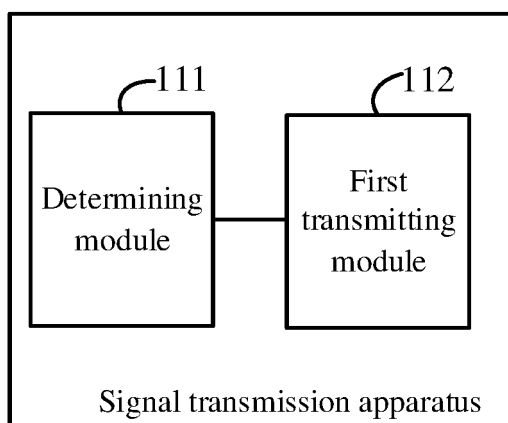 111
112
Determining
module
First
transmitting
module
Signal transmission apparatus